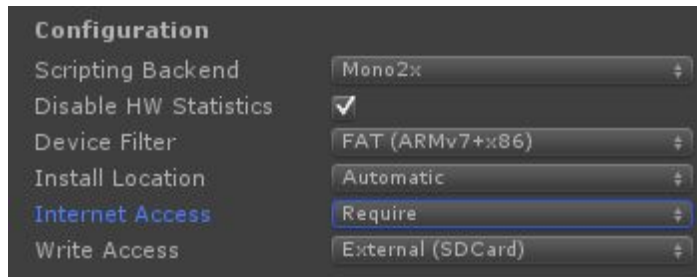 Configuration
Scripting Backend Mono2x
Disable HW Statistics
Device Filter FAT (ARMv7+x86)
Install Location Automatic
Internet Access Require
Write Access External (SDCard)